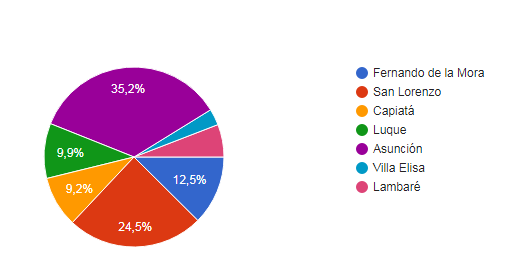 35,2%
9,9%
9,2%
24,5%
12,5%
Fernando de la Mora
San Lorenzo
Capiatá
Luque
Asunción
Villa Elisa
Lambaré